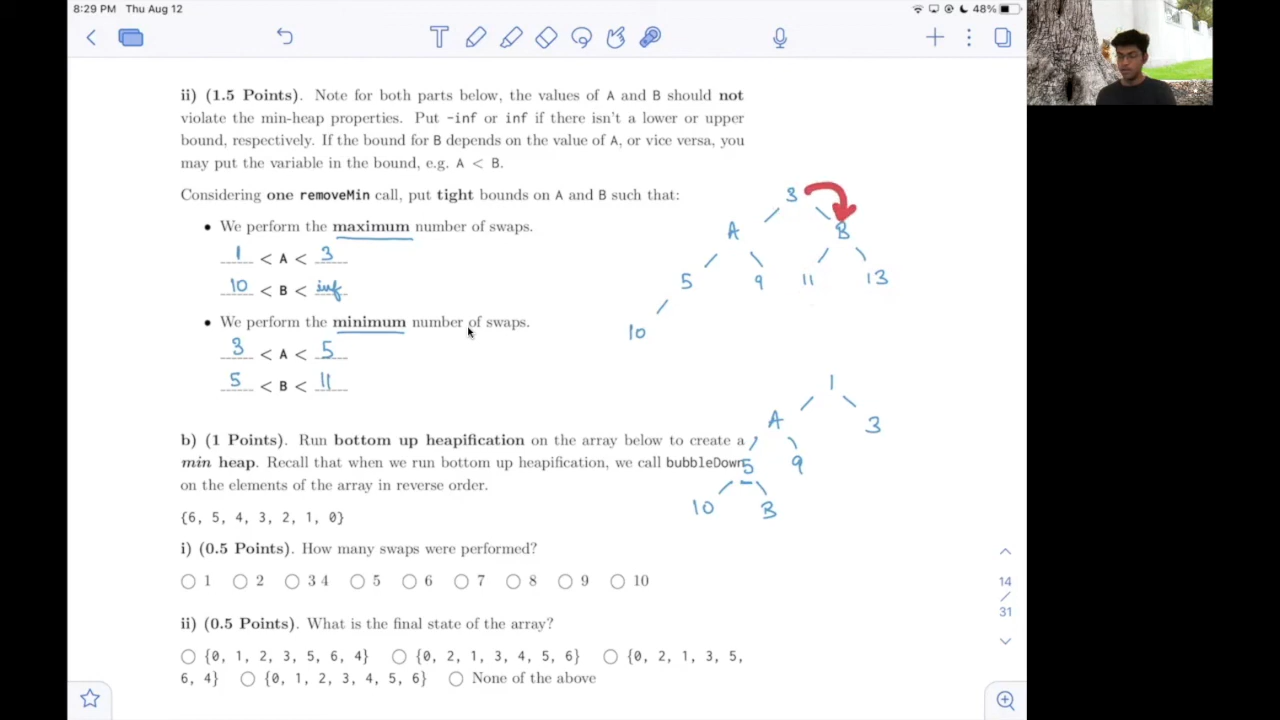 8:29 PM Thu Aug 12
48%
ii) (1.5 Points). Note for both parts below, the values of A and B should not
violate the min-heap properties. Put -inf or inf if there isn't a lower or upper
bound, respectively. If the bound for B depends on the value of A, or vice versa, you
may put the variable in the bound, e.g. A < B.
Considering one removeMin call, put tight bounds on A and B such that:
• We perform the maximum number of swaps.
1 < A < 3
10 < B < inf
• We perform the minimum number of swaps.
3 < A < 5
5 < B < 11
3
A B
5 9 11 13
10
1
A 3
5 9
10 B
b) (1 Points). Run bottom up heapification on the array below to create a
min heap. Recall that when we run bottom up heapification, we call bubbleDown
on the elements of the array in reverse order.
{6, 5, 4, 3, 2, 1, 0}
i) (0.5 Points). How many swaps were performed?
1 2 3 4 5 6 7 8 9 10
ii) (0.5 Points). What is the final state of the array?
{0, 1, 2, 3, 5, 6, 4} {0, 2, 1, 3, 4, 5, 6} {0, 2, 1, 3, 5,
6, 4} {0, 1, 2, 3, 4, 5, 6} None of the above
14
/
31